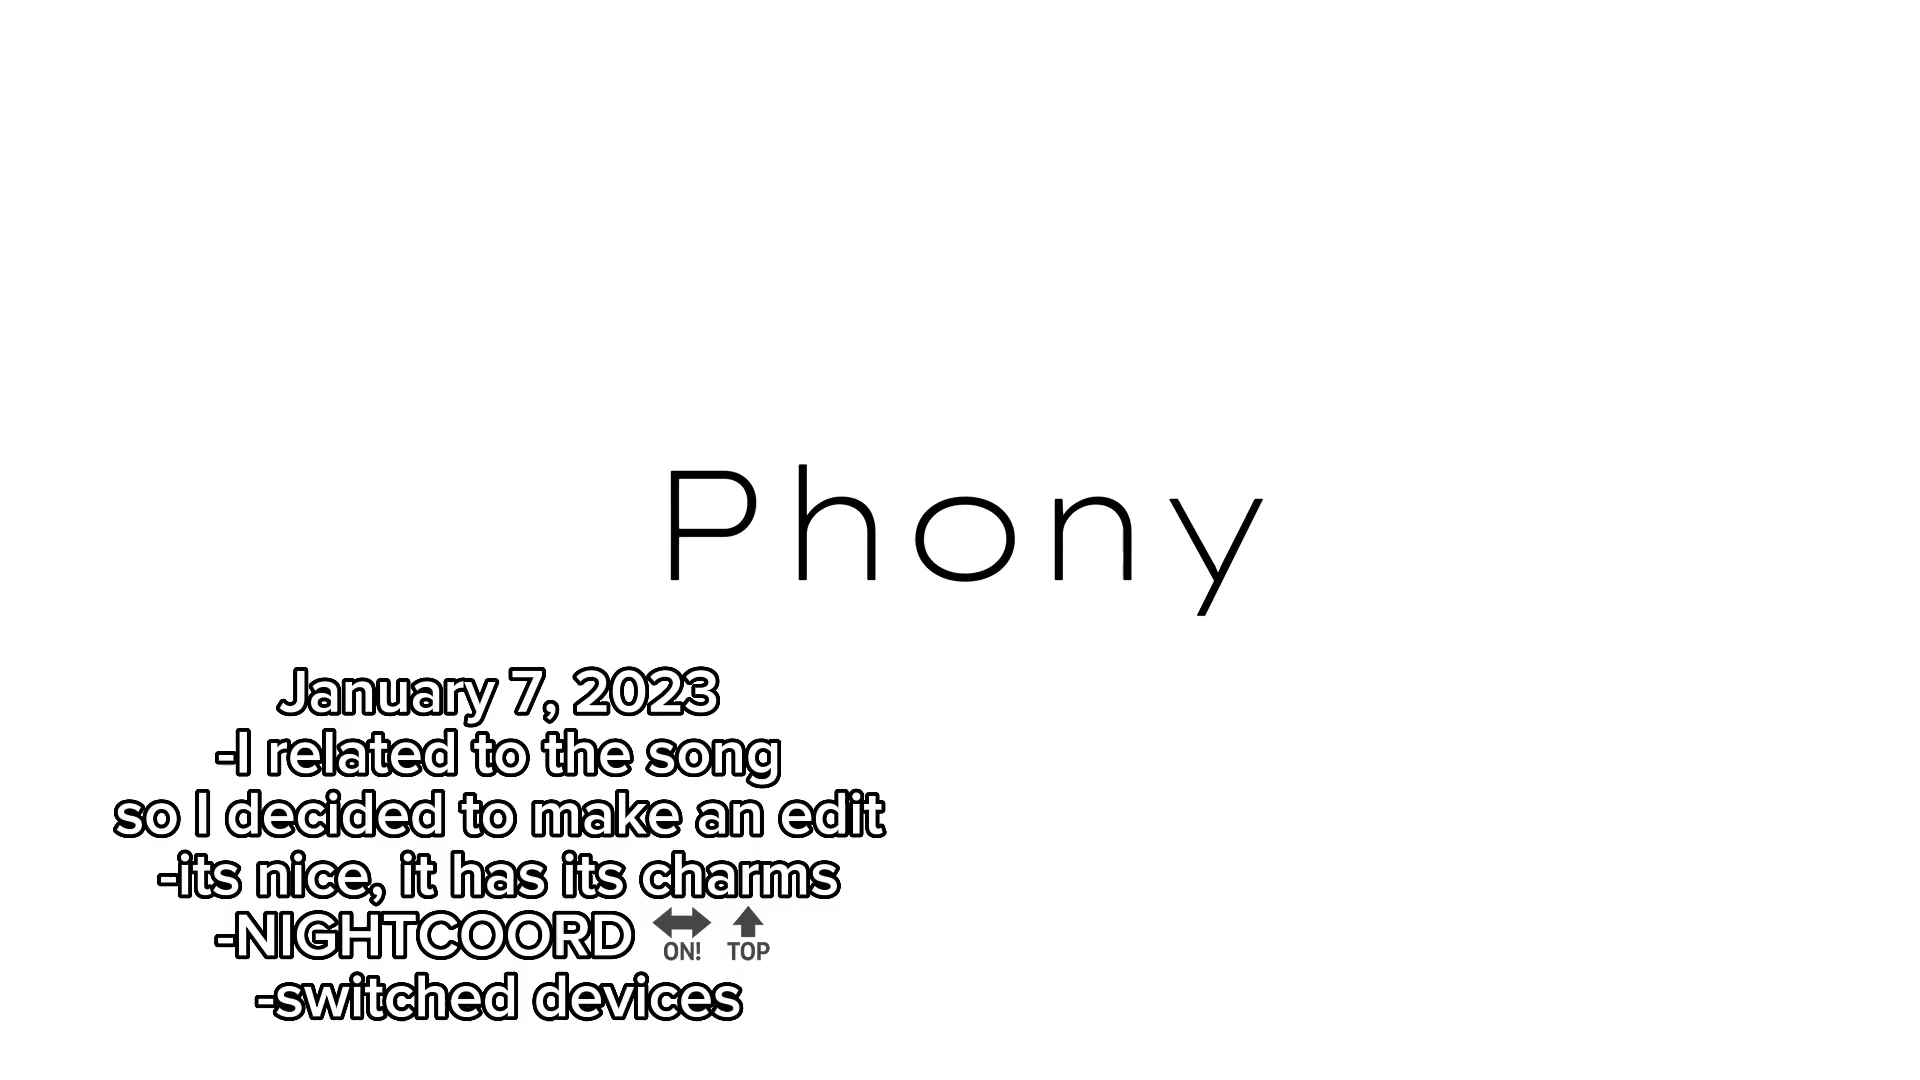 Phony
January 7, 2023
-I related to the song
so I decided to make an edit
-its nice, it has its charms
-NIGHTCOORD ON! TOP
-switched devices